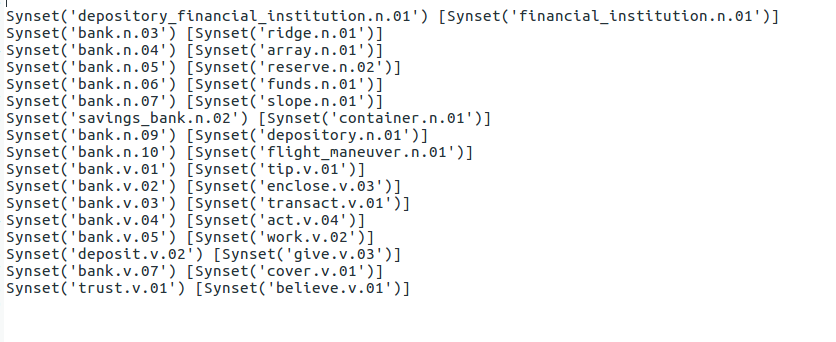 Synset('depository_financial_institution.n.01') [Synset('financial_institution.n.01')]
Synset('bank.n.03') [Synset('ridge.n.01')]
Synset('bank.n.04') [Synset('array.n.01')]
Synset('bank.n.05') [Synset('reserve.n.02')]
Synset('bank.n.06') [Synset('funds.n.01')]
Synset('bank.n.07') [Synset('slope.n.01')]
Synset('savings_bank.n.02') [Synset('container.n.01')]
Synset('bank.n.09') [Synset('depository.n.01')]
Synset('bank.n.10') [Synset('flight_maneuver.n.01')]
Synset('bank.v.01') [Synset('tip.v.01')]
Synset('bank.v.02') [Synset('enclose.v.03')]
Synset('bank.v.03') [Synset('transact.v.01')]
Synset('bank.v.04') [Synset('act.v.04')]
Synset('bank.v.05') [Synset('work.v.02')]
Synset('deposit.v.02') [Synset('give.v.03')]
Synset('bank.v.07') [Synset('cover.v.01')]
Synset('trust.v.01') [Synset('believe.v.01')]